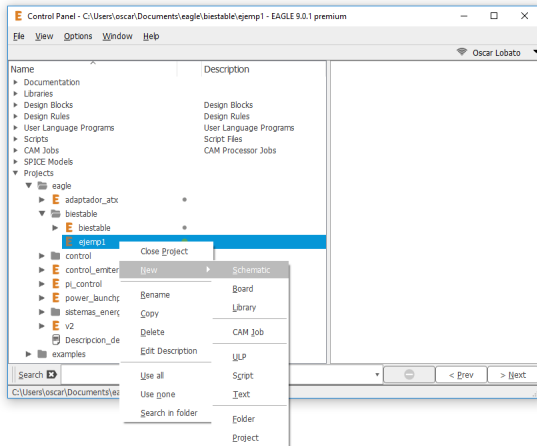 Control Panel - C:\Users\oscar\Documents\eagle\biestable\ejemp1 - EAGLE 9.0.1 premium
File View Options Window Help
Oscar Lobato
Name Description
Documentation
Libraries
Design Blocks Design Blocks
Design Rules Design Rules
User Language Programs User Language Programs
Scripts Script Files
CAM Jobs CAM Processor Jobs
SPICE Models
Projects
eagle
adaptador_atx
biestable
biestable
ejemp1
Close Project
control
New Schematic
control_emiter
Board
pi_control
Rename
Library
power_launchp
Copy
sistemas_energ
Delete CAM Job
v2
Descripcion_de
Edit Description
ULP
examples
Use all Script
Search < Prev > Next
Use none Text
C:\Users\oscar\Documents\ea
Search in folder Folder
Project